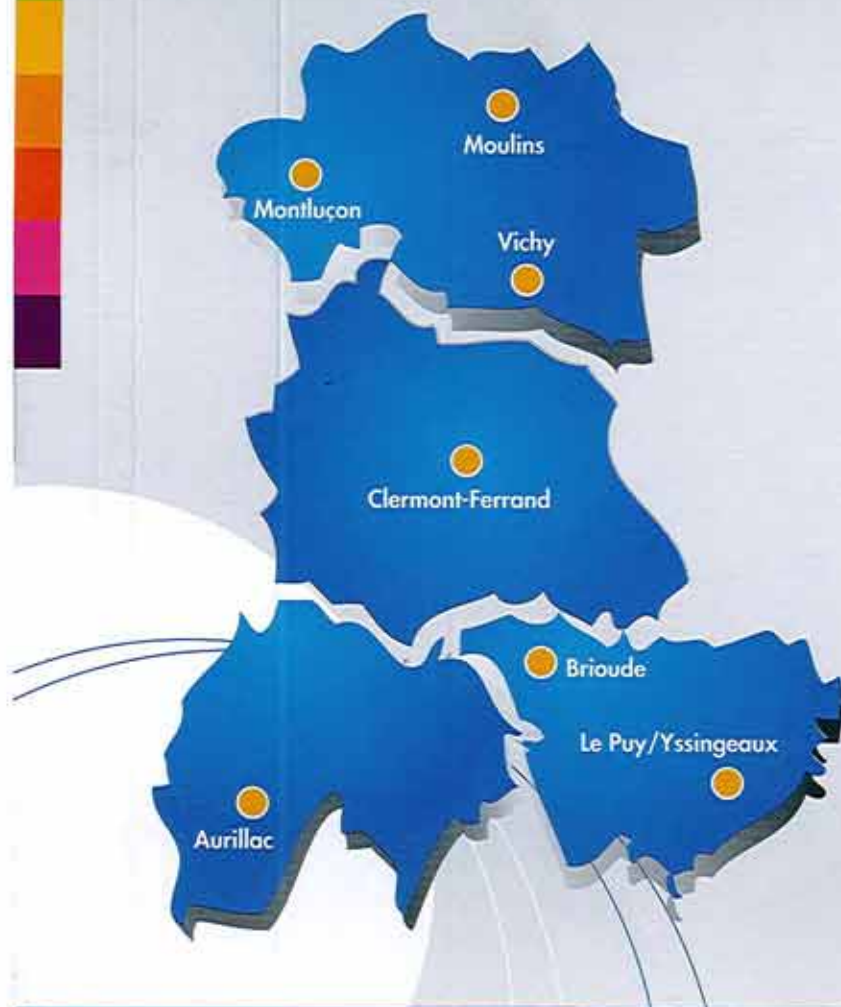 Moulins
Montluçon
Vichy
Clermont-Ferrand
Brioude
Le Puy/Yssingeaux
Aurillac